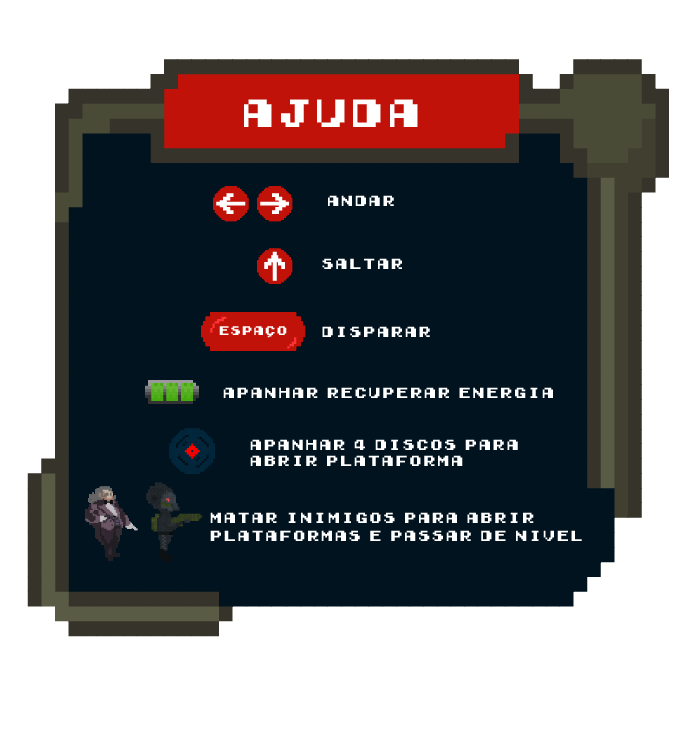 AJUDA
ANDAR
SALTAR
ESPAÇO DISPARAR
APANHAR RECUPERAR ENERGIA
APANHAR 4 DISCOS PARA
ABRIR PLATAFORMA
MATAR INIMIGOS PARA ABRIR
PLATAFORMAS E PASSAR DE NIVEL